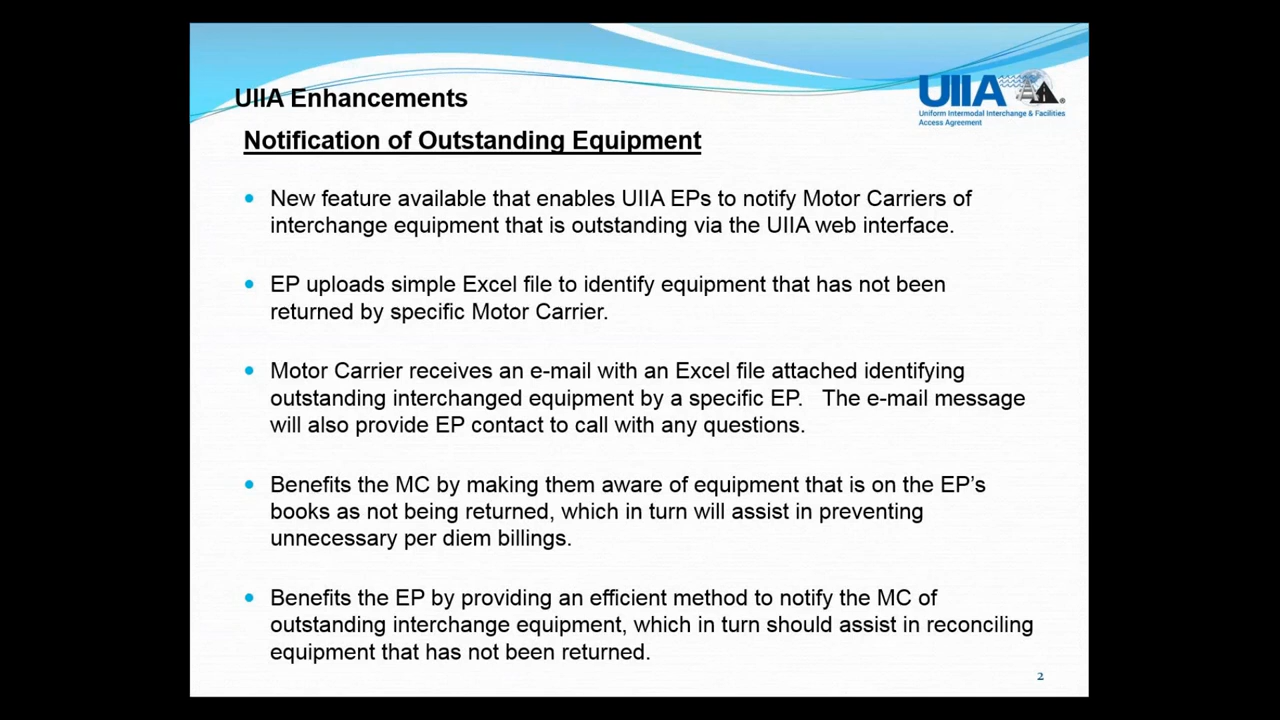 UIIA Enhancements
UIIA
Uniform Intermodal Interchange & Facilities
Access Agreement
Notification of Outstanding Equipment
• New feature available that enables UIIA EPs to notify Motor Carriers of
interchange equipment that is outstanding via the UIIA web interface.
• EP uploads simple Excel file to identify equipment that has not been
returned by specific Motor Carrier.
• Motor Carrier receives an e-mail with an Excel file attached identifying
outstanding interchanged equipment by a specific EP.   The e-mail message
will also provide EP contact to call with any questions.
• Benefits the MC by making them aware of equipment that is on the EP’s
books as not being returned, which in turn will assist in preventing
unnecessary per diem billings.
• Benefits the EP by providing an efficient method to notify the MC of
outstanding interchange equipment, which in turn should assist in reconciling
equipment that has not been returned.
2